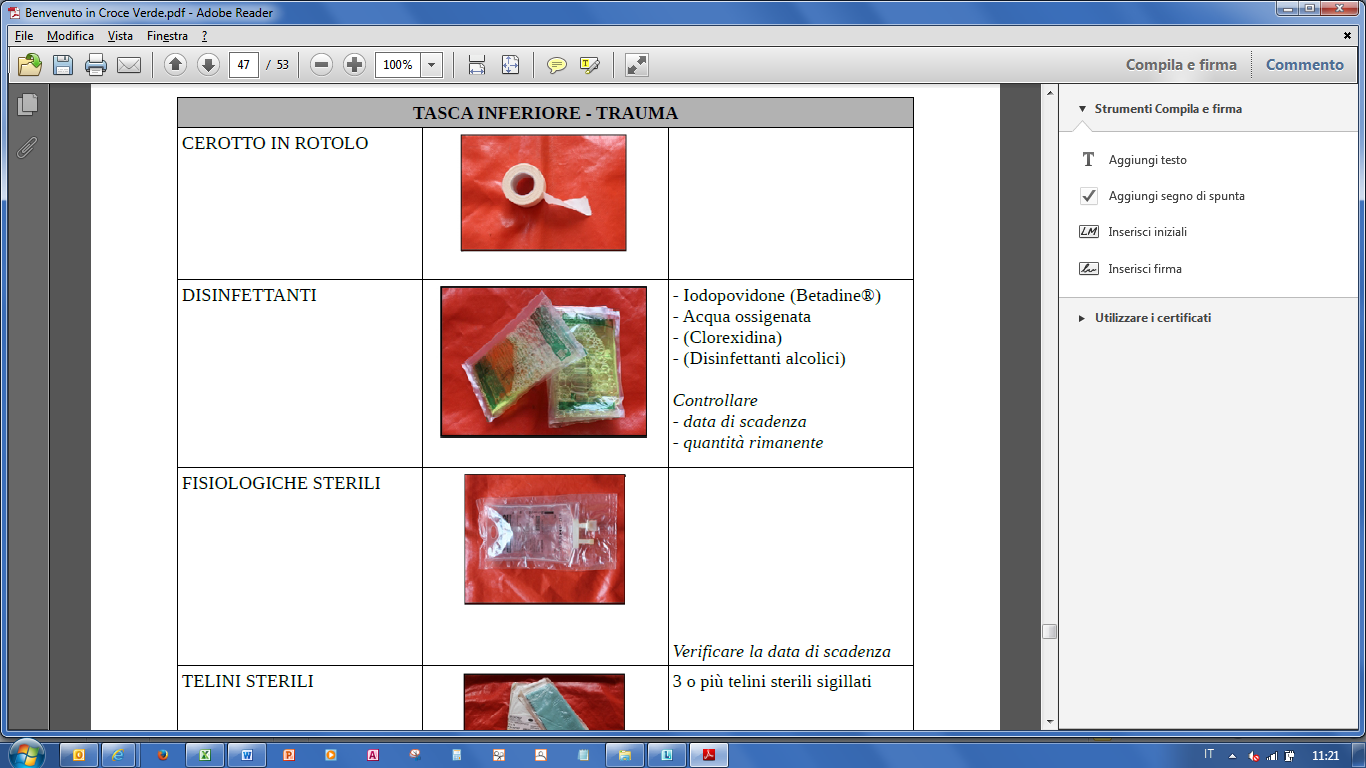 Benvenuto in Croce Verde.pdf - Adobe Reader
File Modifica Vista Finestra ?
47 / 53 100% Compila e firma Commento
Strumenti Compila e firma
Aggiungi testo
Aggiungi segno di spunta
Inserisci iniziali
Inserisci firma
Utilizzare i certificati
TASCA INFERIORE - TRAUMA
CEROTTO IN ROTOLO
DISINFETTANTI
- Iodopovidone (Betadine®)
- Acqua ossigenata
- (Clorexidina)
- (Disinfettanti alcolici)
Controllare
- data di scadenza
- quantità rimanente
FISIOLOGICHE STERILI
Verificare la data di scadenza
TELINI STERILI
3 o più telini sterili sigillati
IT 11:21